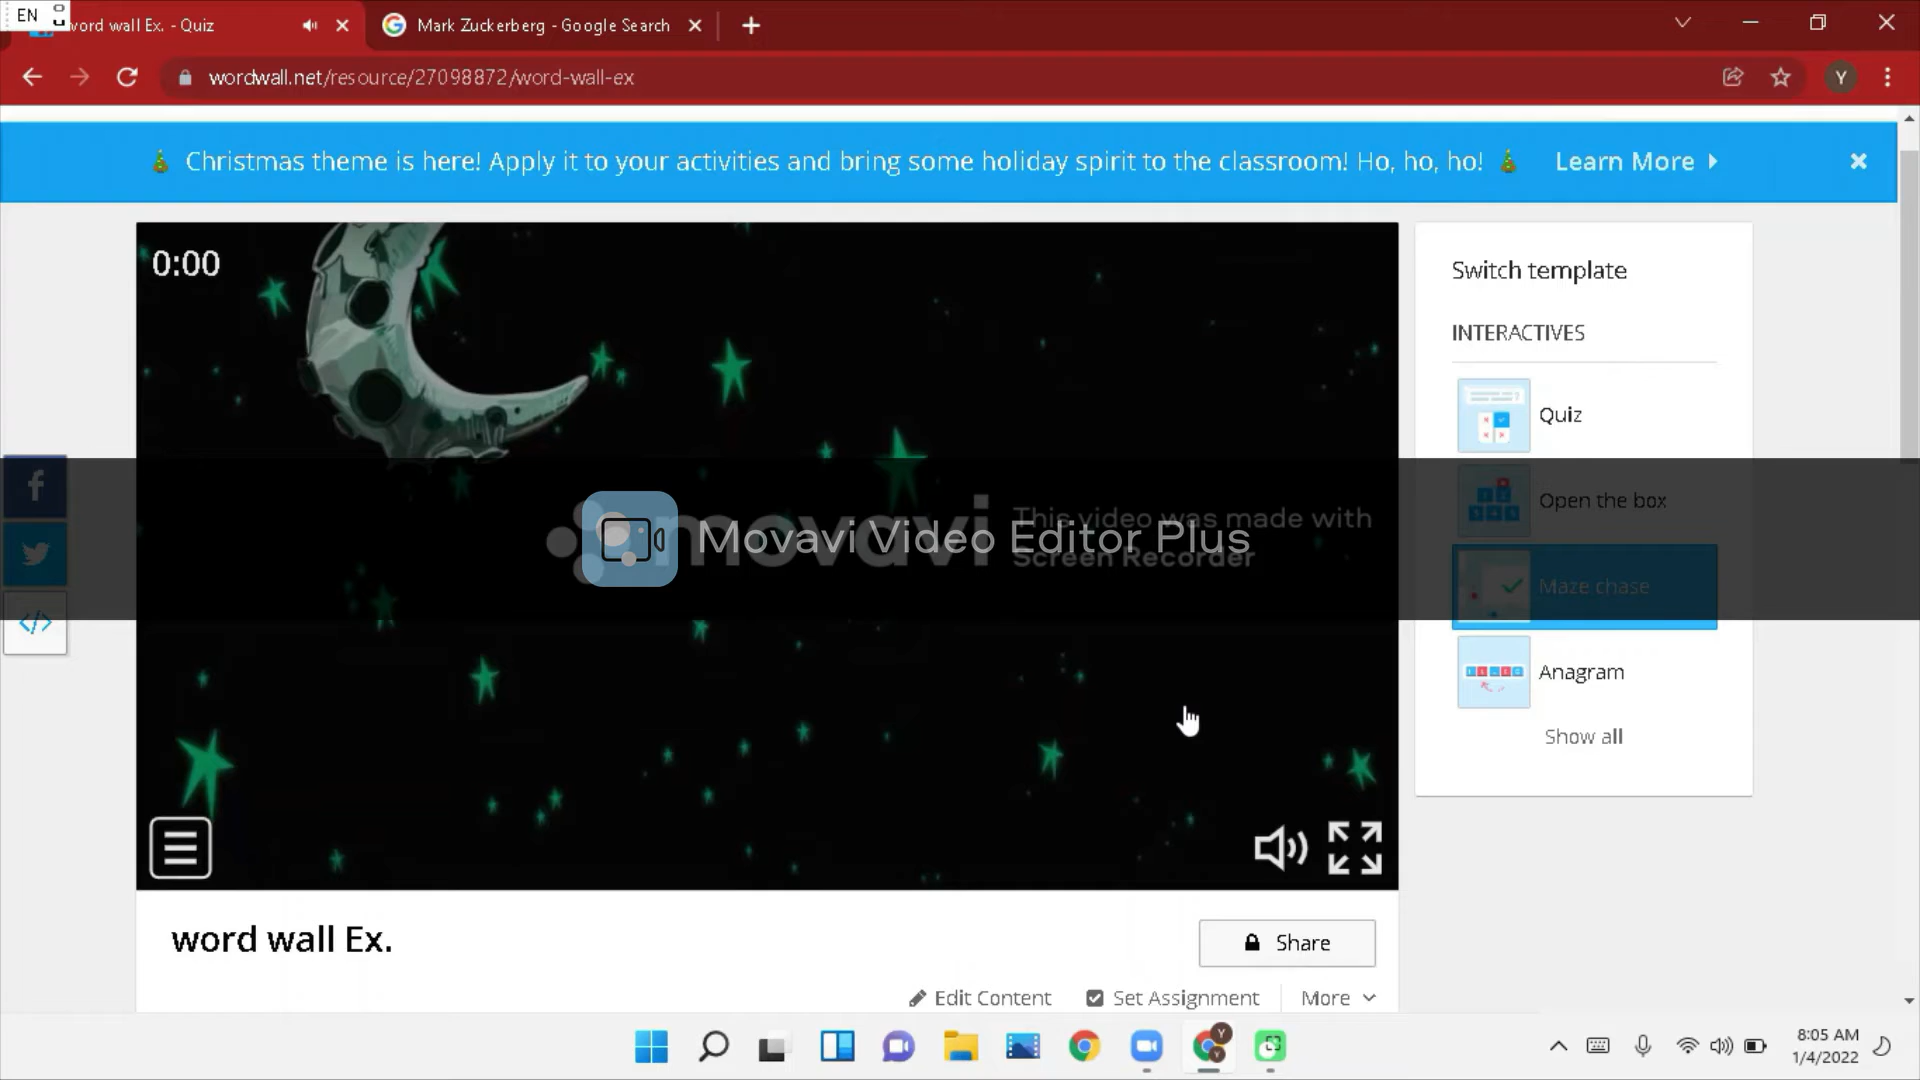 EN
word wall Ex. - Quiz
Mark Zuckerberg - Google Search
wordwall.net/resource/27098872/word-wall-ex
Y
Christmas theme is here! Apply it to your activities and bring some holiday spirit to the classroom! Ho, ho, ho!
Learn More
0:00
Switch template
INTERACTIVES
Quiz
Open the box
Maze chase
Anagram
Show all
movavi
This video was made with
Screen Recorder
Movavi Video Editor Plus
word wall Ex.
Share
Edit Content
Set Assignment
More
8:05 AM
1/4/2022